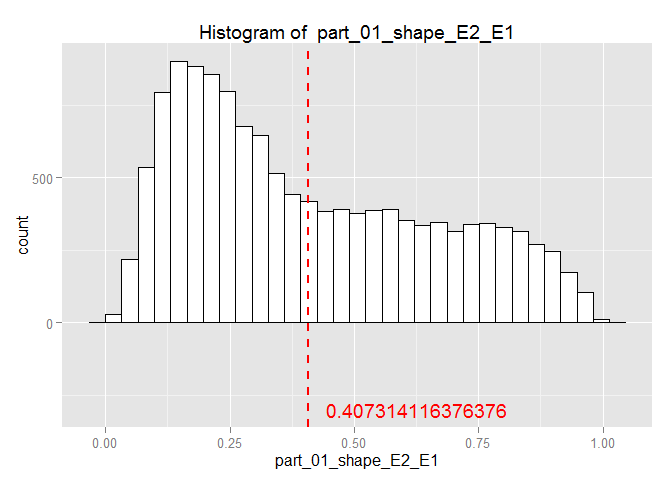 Histogram of  part_01_shape_E2_E1
500
0
count
0.407314116376376
0.00 0.25 0.50 0.75 1.00
part_01_shape_E2_E1